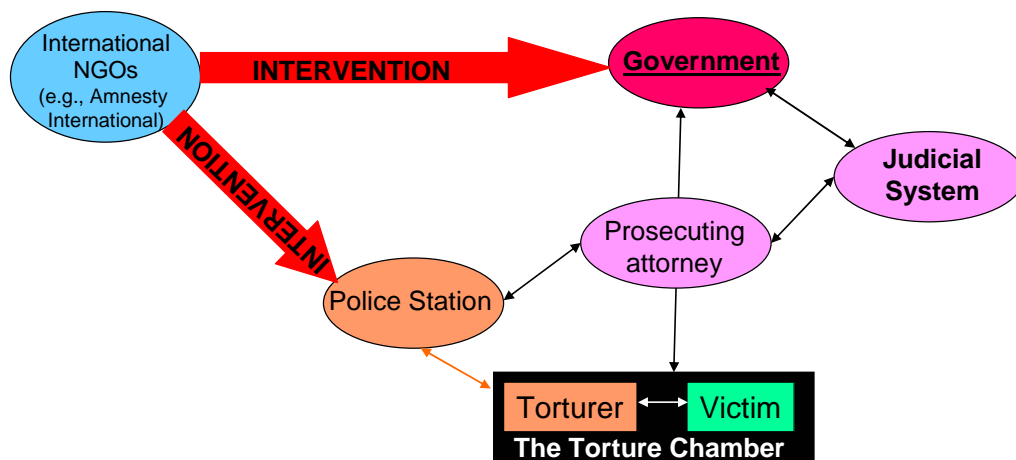 International
NGOs
(e.g., Amnesty
International)
INTERVENTION
Government
Judicial
System
INTERVENTION
Prosecuting
attorney
Police Station
Torturer
Victim
The Torture Chamber